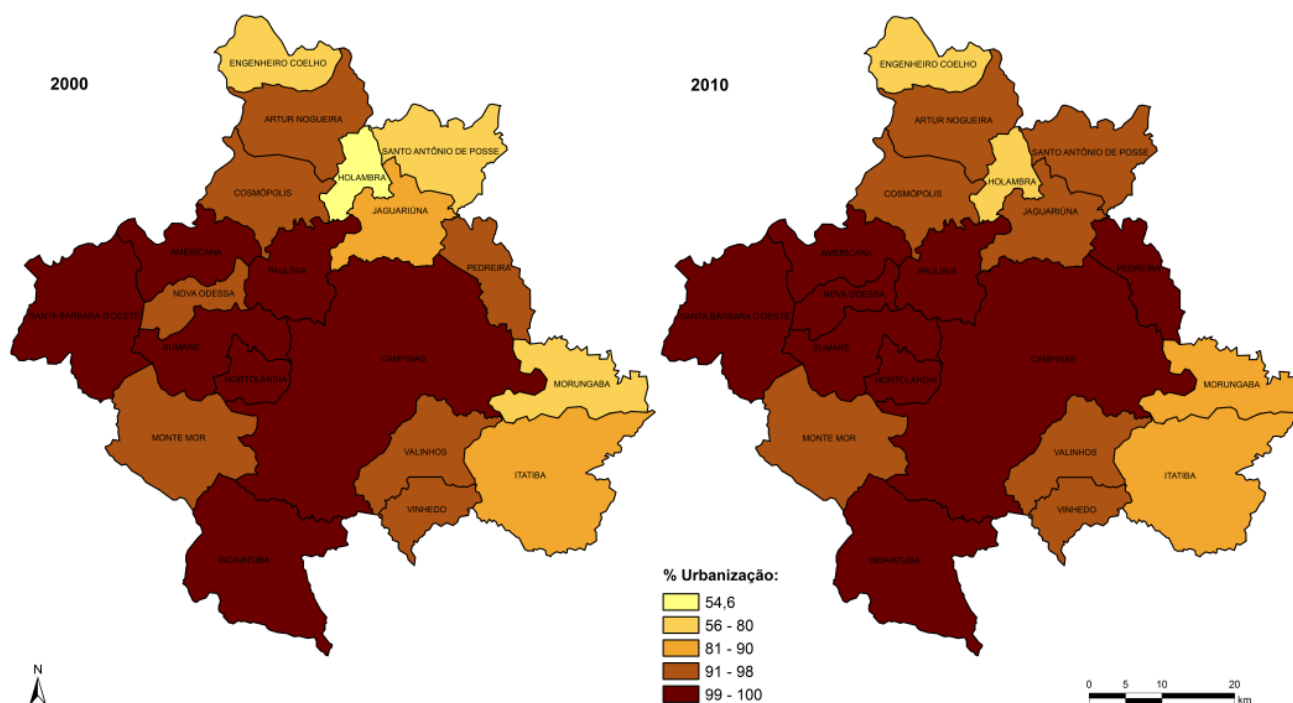 2000
ENGENHEIRO COELHO
ARTUR NOGUEIRA
SANTO ANTÔNIO DE POSSE
HOLAMBRA
COSMÓPOLIS
JAGUARIÚNA
AMERICANA
PAULÍNIA
PEDREIRA
NOVA ODESSA
SANTA BÁRBARA D'OESTE
SUMARÉ
CAMPINAS
HORTOLÂNDIA
MORUNGABA
MONTE MOR
VALINHOS
ITATIBA
VINHEDO
INDAIATUBA
N
2010
ENGENHEIRO COELHO
ARTUR NOGUEIRA
SANTO ANTÔNIO DE POSSE
HOLAMBRA
COSMÓPOLIS
JAGUARIÚNA
AMERICANA
PAULÍNIA
PEDREIRA
NOVA ODESSA
SANTA BÁRBARA D'OESTE
SUMARÉ
CAMPINAS
HORTOLÂNDIA
MORUNGABA
MONTE MOR
VALINHOS
ITATIBA
VINHEDO
INDAIATUBA
% Urbanização:
54,6
56 - 80
81 - 90
91 - 98
99 - 100
0 5 10 20
km